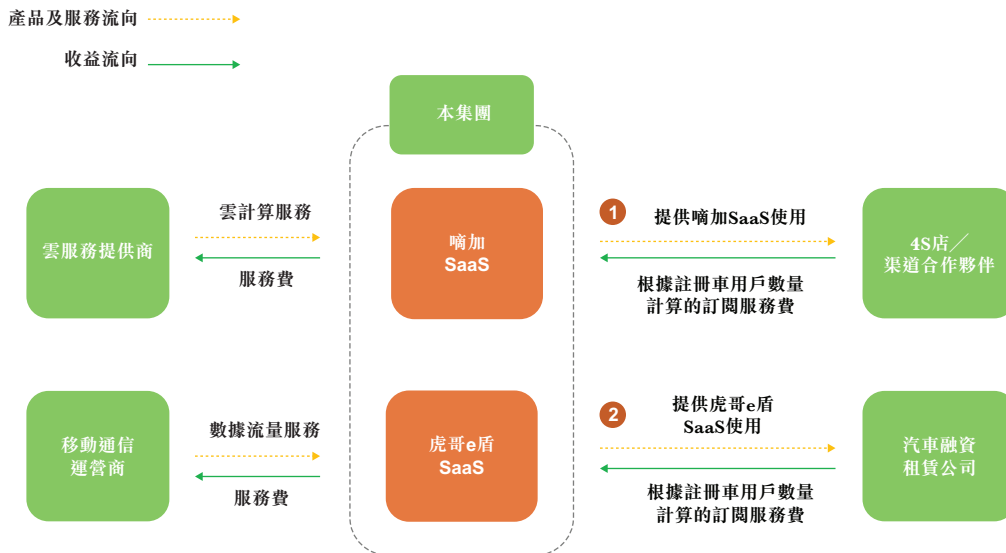 產品及服務流向
收益流向
本集團
雲服務提供商
雲計算服務
服務費
嘀加
SaaS
1
提供嘀加SaaS使用
根據註冊車用戶數量
計算的訂閱服務費
4S店／
渠道合作夥伴
移動通信
運營商
數據流量服務
服務費
虎哥e盾
SaaS
2
提供虎哥e盾
SaaS使用
根據註冊車用戶數量
計算的訂閱服務費
汽車融資
租賃公司